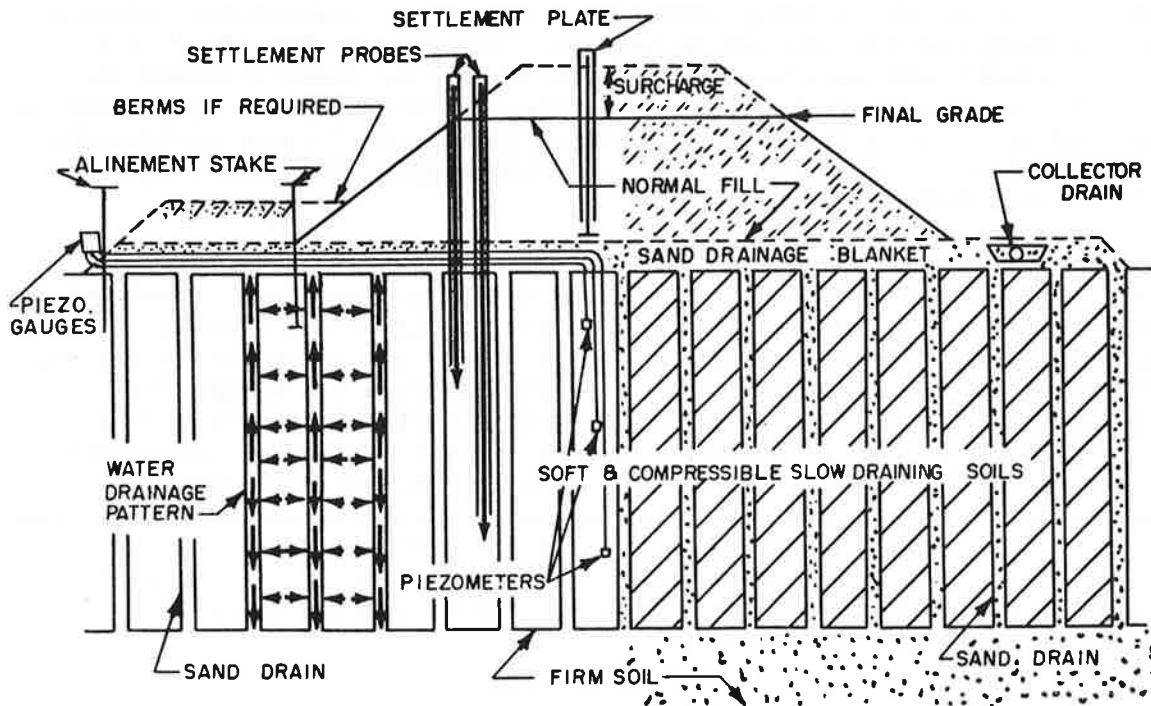 SETTLEMENT PLATE
SETTLEMENT PROBES
SURCHARGE
BERMS IF REQUIRED
FINAL GRADE
ALINEMENT STAKE
COLLECTOR
DRAIN
NORMAL FILL
SAND DRAINAGE BLANKET
PIEZO.
GAUGES
WATER
DRAINAGE
PATTERN
SOFT & COMPRESSIBLE SLOW DRAINING SOILS
PIEZOMETERS
SAND DRAIN
FIRM SOIL
SAND DRAIN